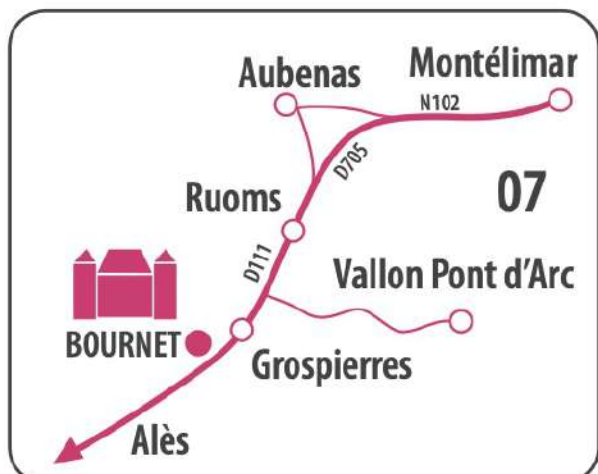 Aubenas
Montélimar
N102
D705
Ruoms
07
D111
Vallon Pont d'Arc
BOURNET
Grospierres
Alès